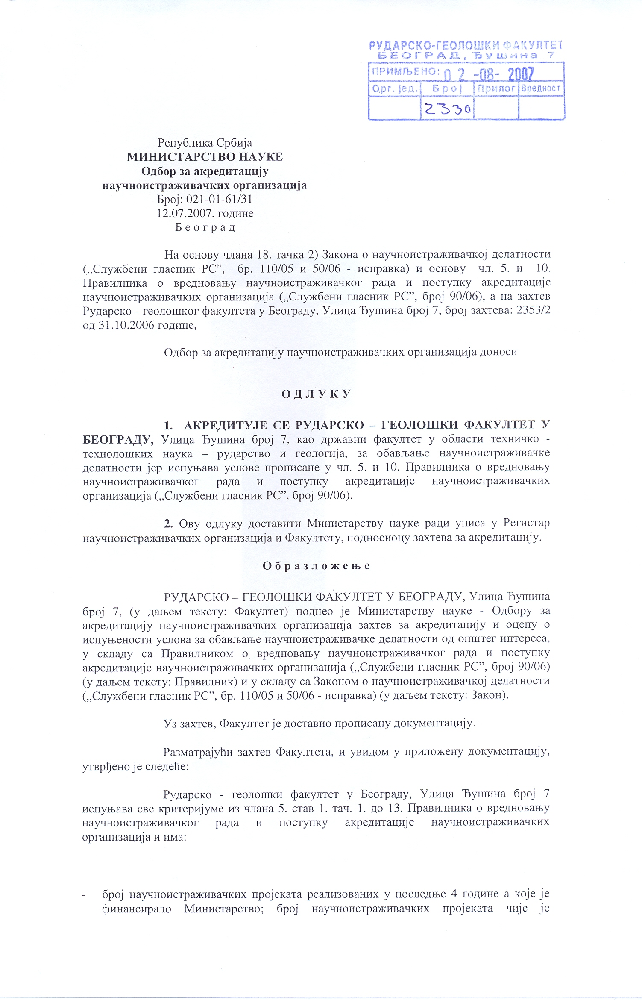 РУДАРСКО-ГЕОЛОШКИ ФАКУЛТЕТ
БЕОГРАД, Ђушина 7
ПРИМЉЕНО: 02 -08- 2007
Орг. јед. Број Прилог Вредност
2330
Република Србија
МИНИСТАРСТВО НАУКЕ
Одбор за акредитацију
научноистраживачких организација
Број: 021-01-61/31
12.07.2007. године
Б е о г р а д
На основу члана 18. тачка 2) Закона о научноистраживачкој делатности
(„Службени гласник РС”, бр. 110/05 и 50/06 - исправка) и основу чл. 5. и 10.
Правилника о вредновању научноистраживачког рада и поступку акредитације
научноистраживачких организација („Службени гласник РС”, број 90/06), а на захтев
Рударско - геолошког факултета у Београду, Улица Ђушина број 7, број захтева: 2353/2
од 31.10.2006 године,
Одбор за акредитацију научноистраживачких организација доноси
О Д Л У К У
1. АКРЕДИТУЈЕ СЕ РУДАРСКО – ГЕОЛОШКИ ФАКУЛТЕТ У
БЕОГРАДУ, Улица Ђушина број 7, као државни факултет у области техничко -
технолошких наука – рударство и геологија, за обављање научноистраживачке
делатности јер испуњава услове прописане у чл. 5. и 10. Правилника о вредновању
научноистраживачког рада и поступку акредитације научноистраживачких
организација („Службени гласник РС”, број 90/06).
2. Ову одлуку доставити Министарству науке ради уписа у Регистар
научноистраживачких организација и Факултету, подносиоцу захтева за акредитацију.
О б р а з л о ж е њ е
РУДАРСКО – ГЕОЛОШКИ ФАКУЛТЕТ У БЕОГРАДУ, Улица Ђушина
број 7, (у даљем тексту: Факултет) поднео је Министарству науке - Одбору за
акредитацију научноистраживачких организација захтев за акредитацију и оцену о
испуњености услова за обављање научноистраживачке делатности од општег интереса,
у складу са Правилником о вредновању научноистраживачког рада и поступку
акредитације научноистраживачких организација („Службени гласник РС”, број 90/06)
(у даљем тексту: Правилник) и у складу са Законом о научноистраживачкој делатности
(„Службени гласник РС”, бр. 110/05 и 50/06 - исправка) (у даљем тексту: Закон).
Уз захтев, Факултет је доставио прописану документацију.
Разматрајући захтев Факултета, и увидом у приложену документацију,
утврђено је следеће:
Рударско - геолошки факултет у Београду, Улица Ђушина број 7
испуњава све критеријуме из члана 5. став 1. тач. 1. до 13. Правилника о вредновању
научноистраживачког рада и поступку акредитације научноистраживачких
организација и има:
- број научноистраживачких пројеката реализованих у последње 4 године а које је
финансирало Министарство; број научноистраживачких пројеката чије је